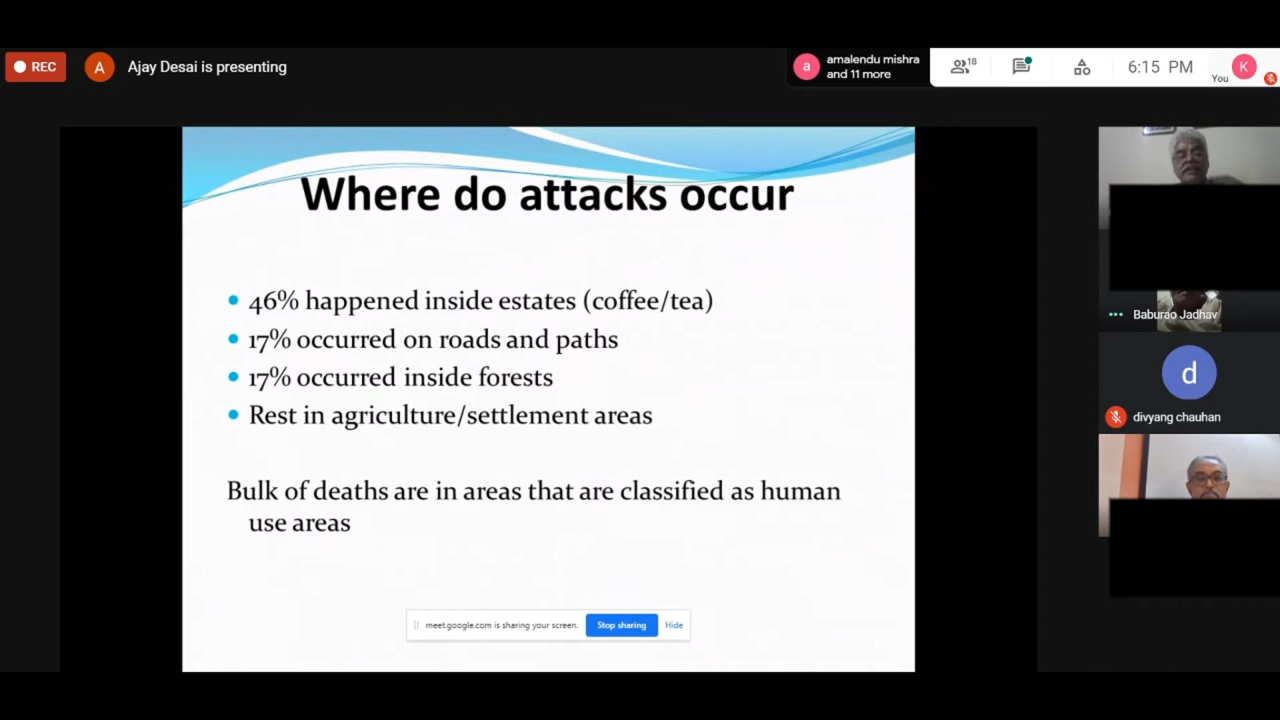 REC
A
Ajay Desai is presenting
a
amalendu mishra
and 11 more
18
6:15 PM
You
K
Where do attacks occur
• 46% happened inside estates (coffee/tea)
• 17% occurred on roads and paths
• 17% occurred inside forests
• Rest in agriculture/settlement areas
Bulk of deaths are in areas that are classified as human
use areas
meet.google.com is sharing your screen.
Stop sharing
Hide
Baburao Jadhav
d
divyang chauhan